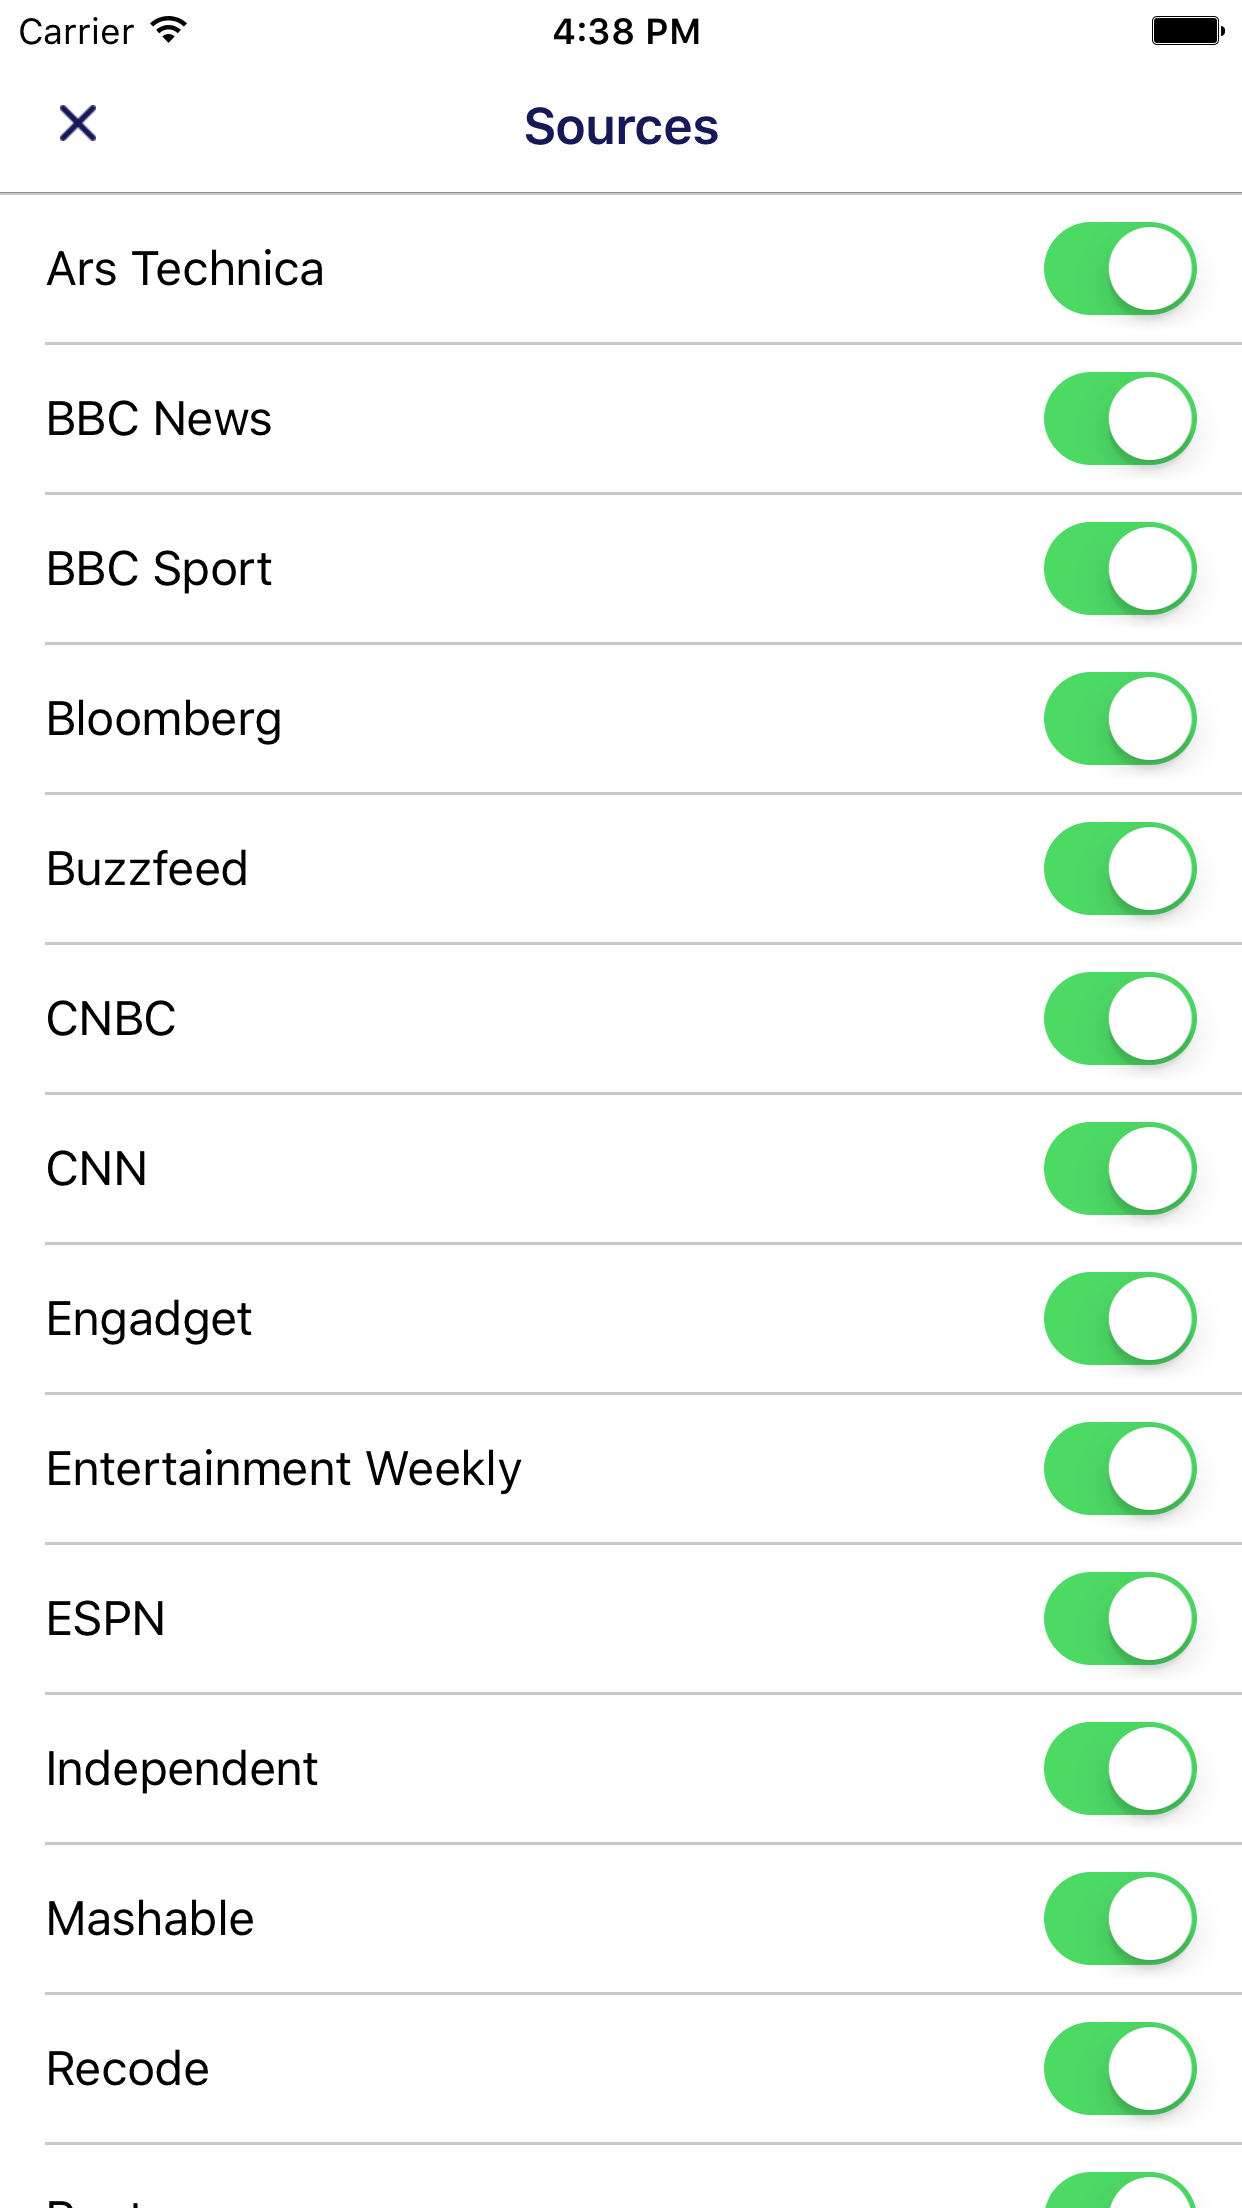 Carrier 4:38 PM
Sources
Ars Technica
BBC News
BBC Sport
Bloomberg
Buzzfeed
CNBC
CNN
Engadget
Entertainment Weekly
ESPN
Independent
Mashable
Recode